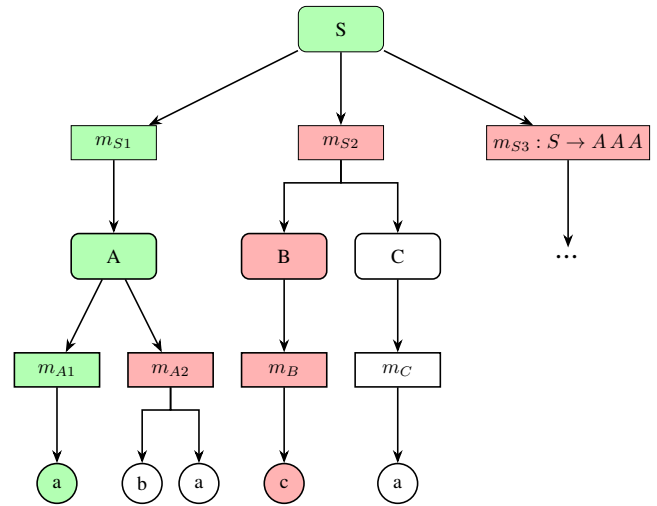 S
m_{S1} m_{S2} m_{S3} : S → A A A
A B C ...
m_{A1} m_{A2} m_B m_C
a b a c a